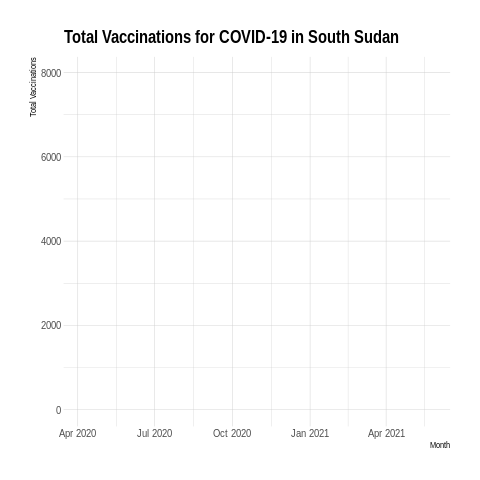 Total Vaccinations for COVID-19 in South Sudan
Total Vaccinations
8000
6000
4000
2000
0
Apr 2020 Jul 2020 Oct 2020 Jan 2021 Apr 2021
Month